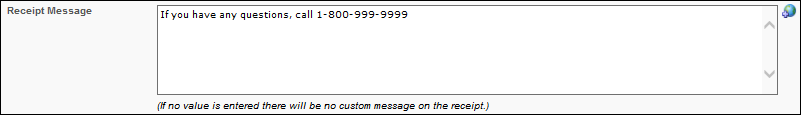 Receipt Message
If you have any questions, call 1-800-999-9999
(If no value is entered there will be no custom message on the receipt.)